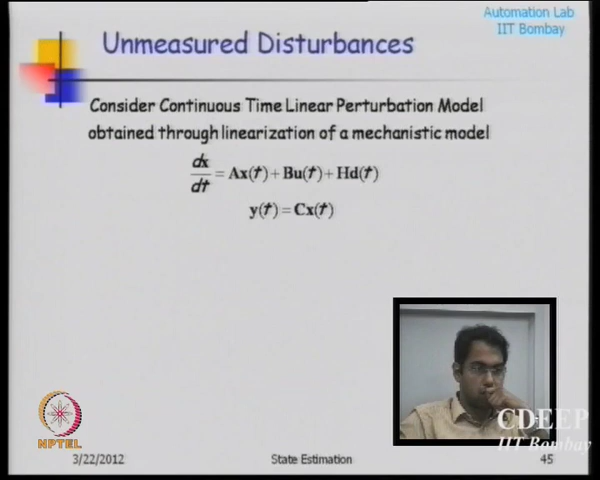 Automation Lab
IIT Bombay
Unmeasured Disturbances
Consider Continuous Time Linear Perturbation Model
obtained through linearization of a mechanistic model
dx/dt = Ax(t) + Bu(t) + Hd(t)
y(t) = Cx(t)
CDEEP
IIT Bombay
NPTEL
3/22/2012 State Estimation 45